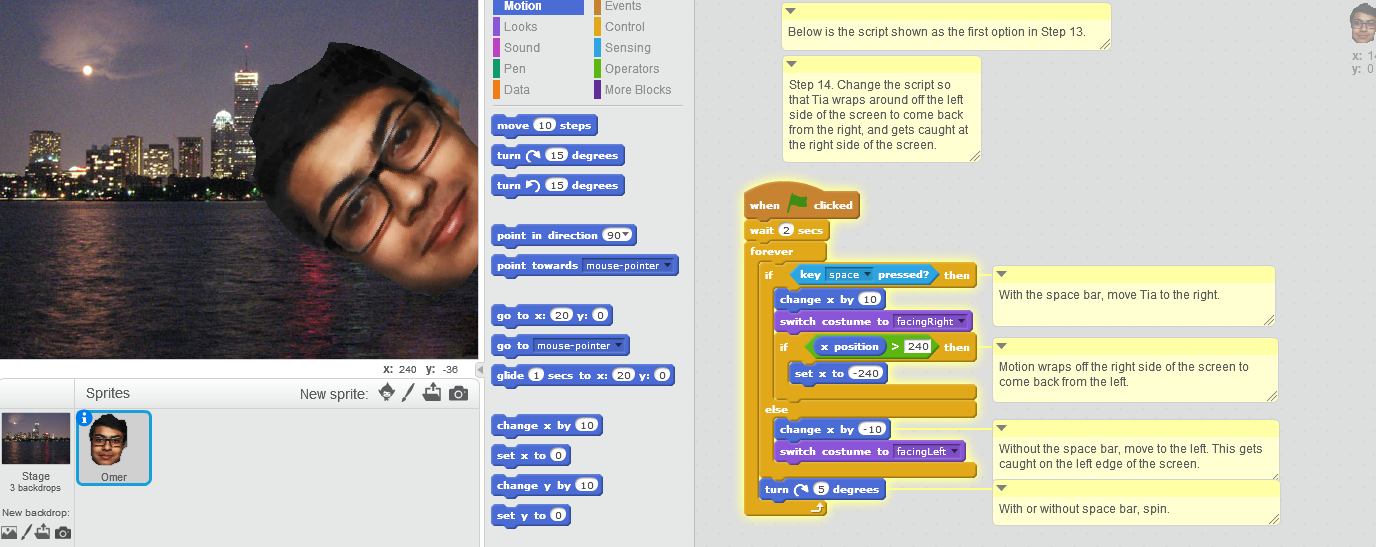 Motion
Events
Looks
Control
Sound
Sensing
Pen
Operators
Data
More Blocks
move 10 steps
turn 15 degrees
turn 15 degrees
point in direction 90
point towards mouse-pointer
go to x: 20 y: 0
go to mouse-pointer
glide 1 secs to x: 20 y: 0
change x by 10
set x to 0
change y by 10
set y to 0
x: 240 y: -36
Sprites
New sprite:
Stage
3 backdrops
New backdrop:
Omer
Below is the script shown as the first option in Step 13.
Step 14. Change the script so
that Tia wraps around off the left
side of the screen to come back
from the right, and gets caught at
the right side of the screen.
when clicked
wait 2 secs
forever
if key space pressed? then
change x by 10
switch costume to facingRight
if x position > 240 then
set x to -240
else
change x by -10
switch costume to facingLeft
turn 5 degrees
With the space bar, move Tia to the right.
Motion wraps off the right side of the screen to
come back from the left.
Without the space bar, move to the left. This gets
caught on the left edge of the screen.
With or without space bar, spin.